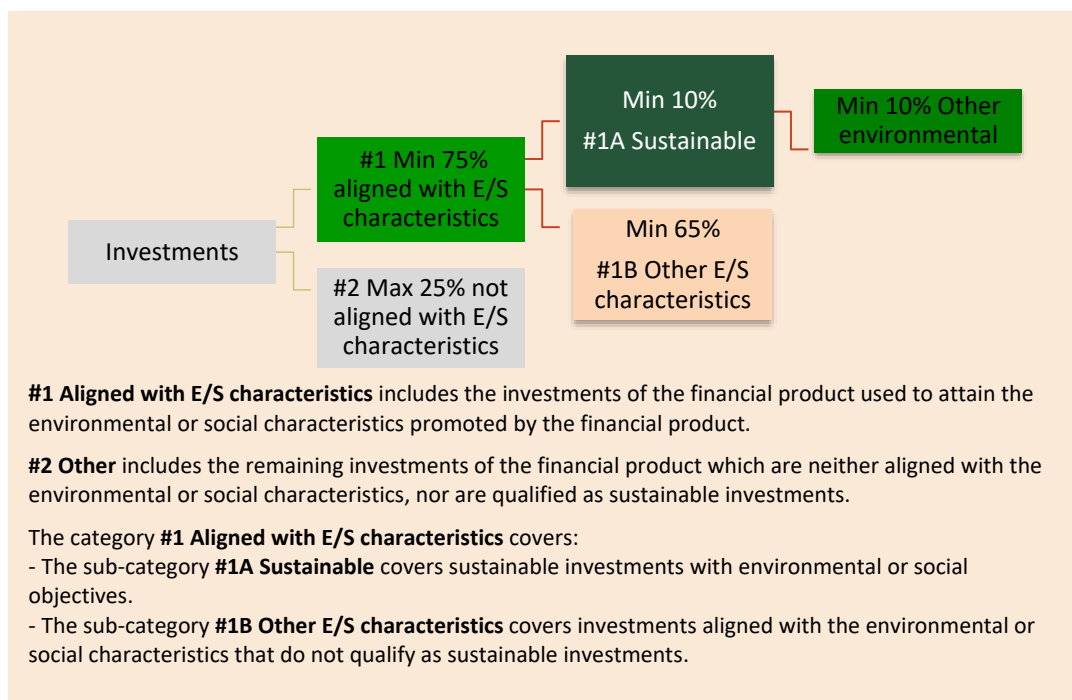 Investments
#1 Min 75%
aligned with E/S
characteristics
#2 Max 25% not
aligned with E/S
characteristics
Min 10%
#1A Sustainable
Min 65%
#1B Other E/S
characteristics
Min 10% Other
environmental
#1 Aligned with E/S characteristics includes the investments of the financial product used to attain the
environmental or social characteristics promoted by the financial product.
#2 Other includes the remaining investments of the financial product which are neither aligned with the
environmental or social characteristics, nor are qualified as sustainable investments.
The category #1 Aligned with E/S characteristics covers:
- The sub-category #1A Sustainable covers sustainable investments with environmental or social
objectives.
- The sub-category #1B Other E/S characteristics covers investments aligned with the environmental or
social characteristics that do not qualify as sustainable investments.